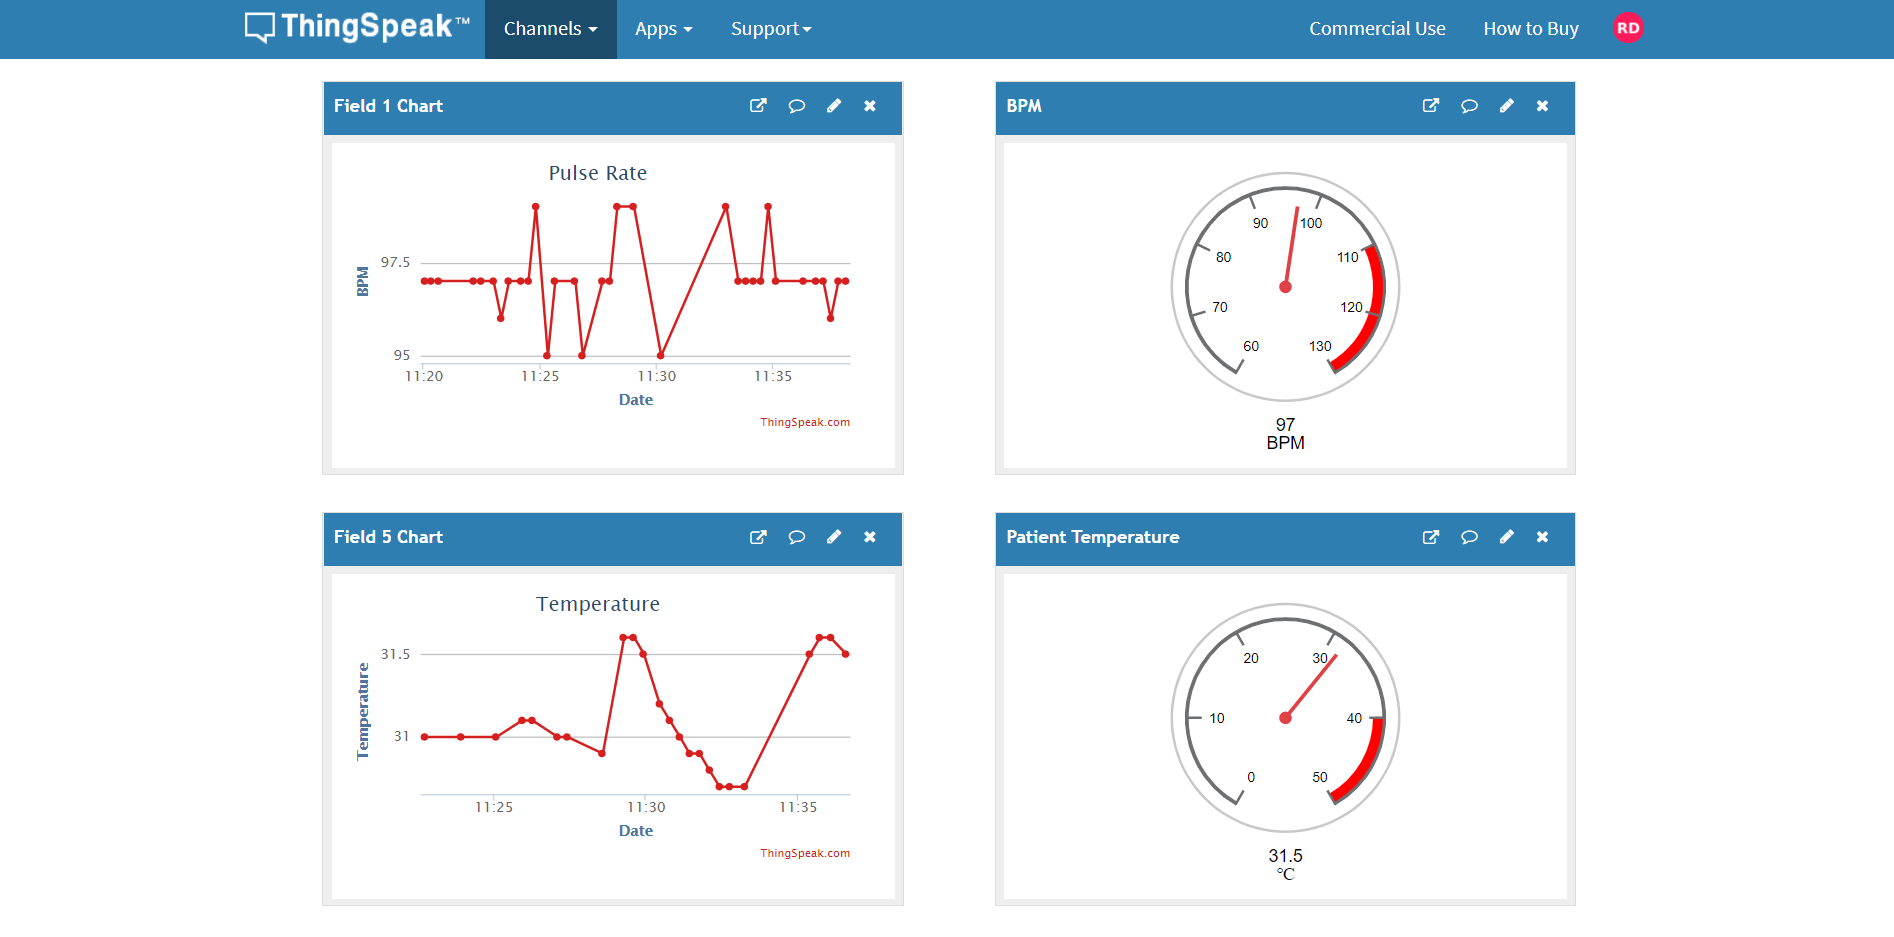 ThingSpeak™ Channels Apps Support Commercial Use How to Buy RD
Field 1 Chart
Pulse Rate
BPM
97.5
95
11:20 11:25 11:30 11:35
Date
ThingSpeak.com
BPM
60 70 80 90 100 110 120 130
97
BPM
Field 5 Chart
Temperature
Temperature
31.5
31
11:25 11:30 11:35
Date
ThingSpeak.com
Patient Temperature
0 10 20 30 40 50
31.5
°C